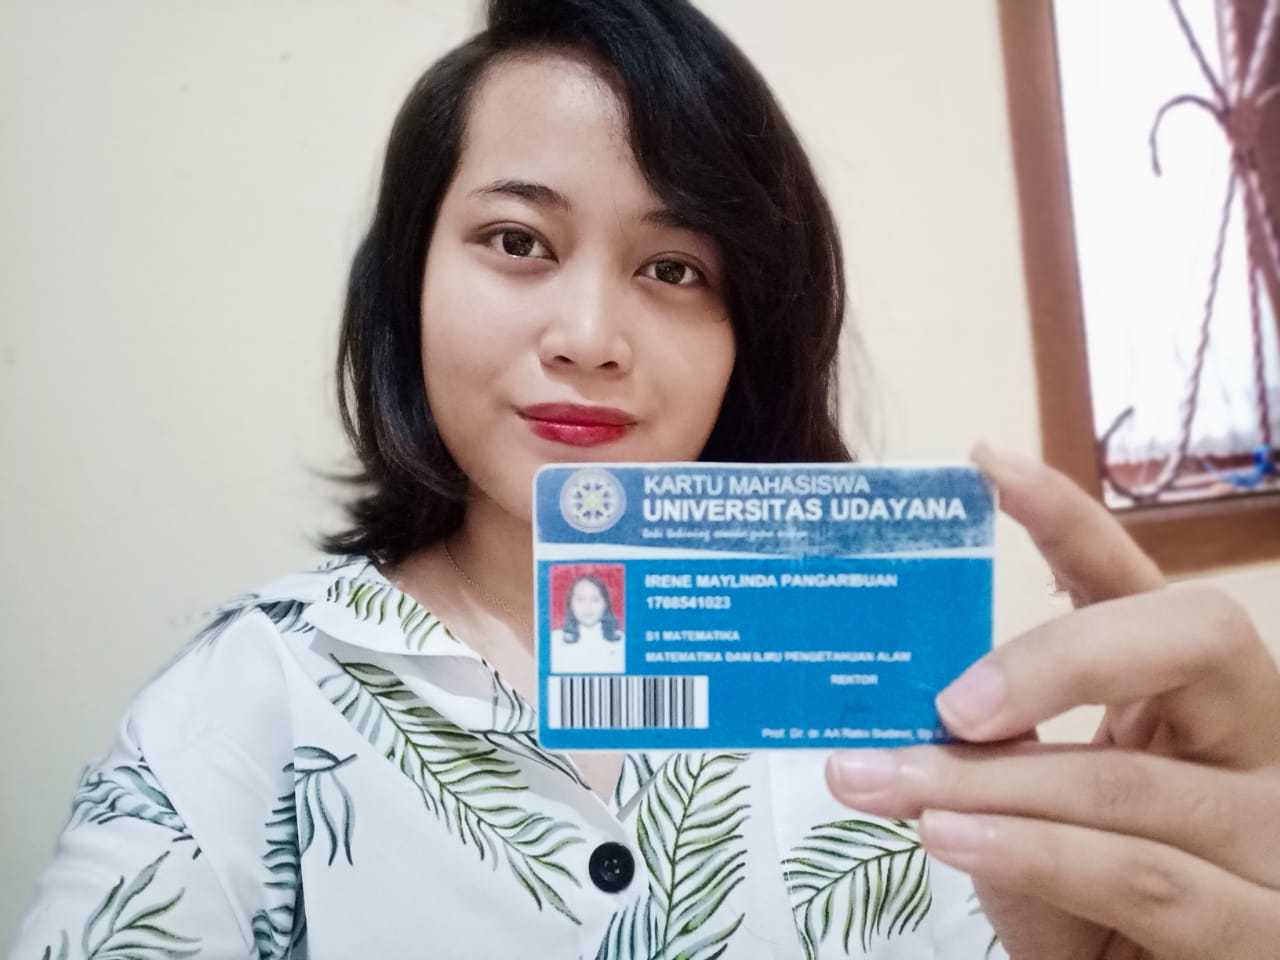 KARTU MAHASISWA
UNIVERSITAS UDAYANA
IRENE MAYLINDA PANGARIBUAN
1708541023
S1 MATEMATIKA
MATEMATIKA DAN ILMU PENGETAHUAN ALAM
REKTOR
Prof. Dr. dr. AA Raka Sudewi, Sp